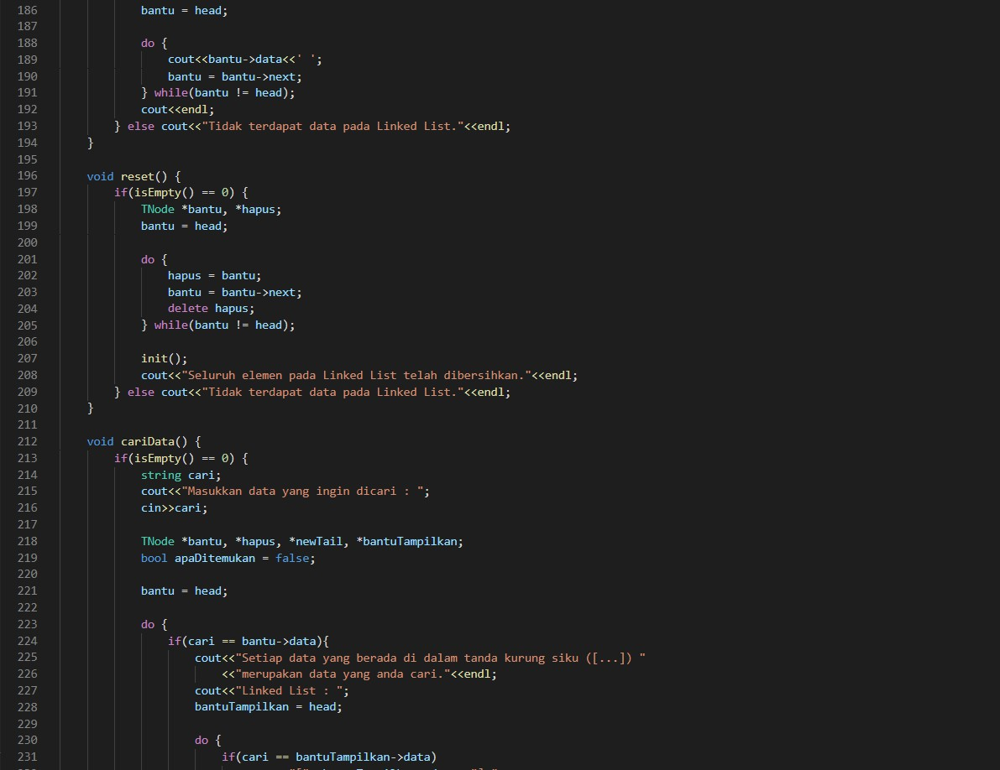 186 bantu = head;
187
188 do {
189 cout<<bantu->data<<' ';
190 bantu = bantu->next;
191 } while(bantu != head);
192 cout<<endl;
193 } else cout<<"Tidak terdapat data pada Linked List."<<endl;
194 }
195
196 void reset() {
197 if(isEmpty() == 0) {
198 TNode *bantu, *hapus;
199 bantu = head;
200
201 do {
202 hapus = bantu;
203 bantu = bantu->next;
204 delete hapus;
205 } while(bantu != head);
206
207 init();
208 cout<<"Seluruh elemen pada Linked List telah dibersihkan."<<endl;
209 } else cout<<"Tidak terdapat data pada Linked List."<<endl;
210 }
211
212 void cariData() {
213 if(isEmpty() == 0) {
214 string cari;
215 cout<<"Masukkan data yang ingin dicari : ";
216 cin>>cari;
217
218 TNode *bantu, *hapus, *newTail, *bantuTampilkan;
219 bool apaDitemukan = false;
220
221 bantu = head;
222
223 do {
224 if(cari == bantu->data){
225 cout<<"Setiap data yang berada di dalam tanda kurung siku ([...]) "
226 <<"merupakan data yang anda cari."<<endl;
227 cout<<"Linked List : ";
228 bantuTampilkan = head;
229
230 do {
231 if(cari == bantuTampilkan->data)